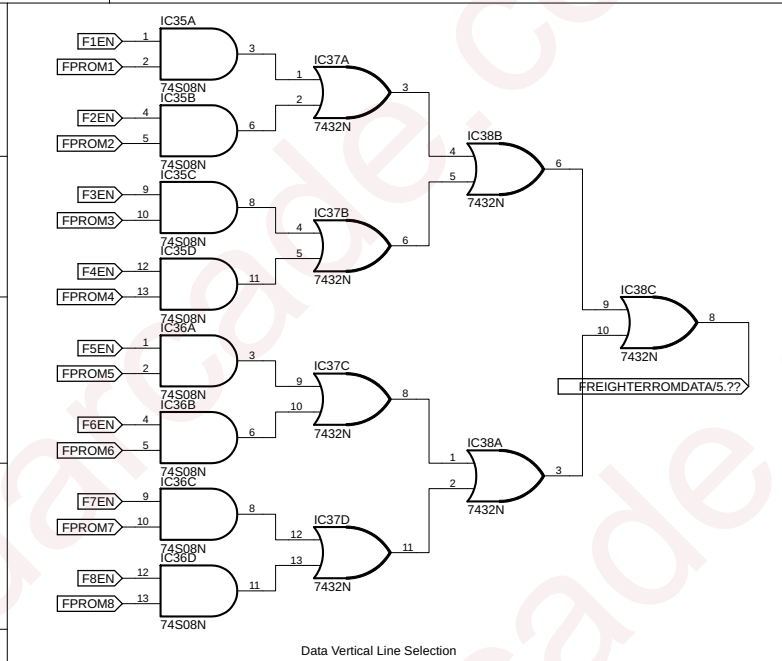 IC35A
F1EN 1 3
FPROM1 2
74S08N
IC35B
F2EN 4 6
FPROM2 5
74S08N
IC35C
F3EN 9 8
FPROM3 10
74S08N
IC35D
F4EN 12 11
FPROM4 13
74S08N
IC36A
F5EN 1 3
FPROM5 2
74S08N
IC36B
F6EN 4 6
FPROM6 5
74S08N
IC36C
F7EN 9 8
FPROM7 10
74S08N
IC36D
F8EN 12 11
FPROM8 13
74S08N
IC37A
1 3
2
7432N
IC37B
4 6
5
7432N
IC37C
9 8
10
7432N
IC37D
12 11
13
7432N
IC38B
4 6
5
7432N
IC38A
1 3
2
7432N
IC38C
9 8
10
7432N
FREIGHTERROMDATA/5.??
Data Vertical Line Selection